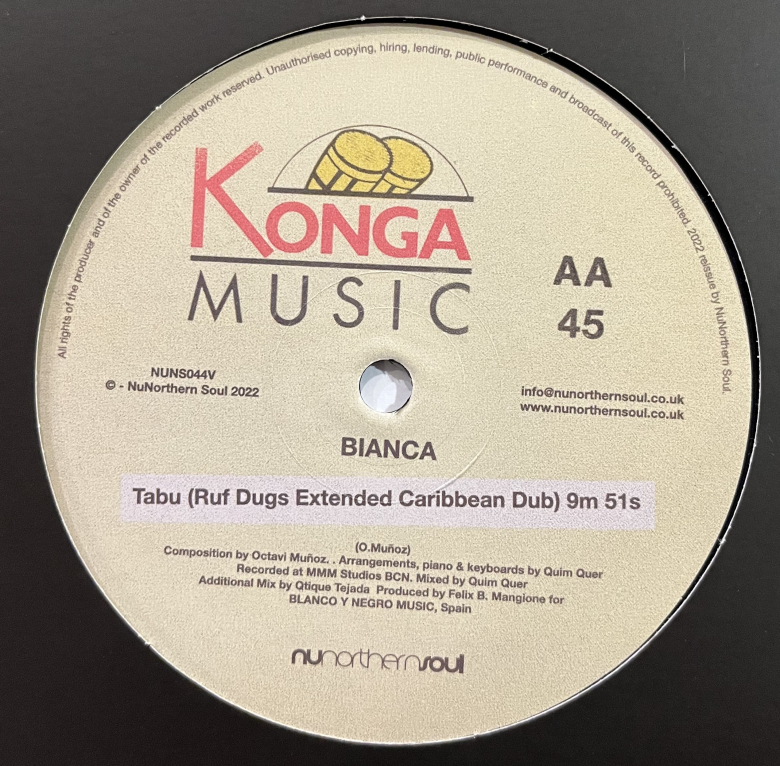 All rights of the producer and of the owner of the recorded work reserved. Unauthorised copying, hiring, lending, public performance and broadcast of this record prohibited. 2022 reissue by NuNorthern Soul.
KONGA
MUSIC
AA
45
NUNS044V
© - NuNorthern Soul 2022
info@nunorthernsoul.co.uk
www.nunorthernsoul.co.uk
BIANCA
Tabu (Ruf Dugs Extended Caribbean Dub) 9m 51s
(O.Muñoz)
Composition by Octavi Muñoz. . Arrangements, piano & keyboards by Quim Quer
Recorded at MMM Studios BCN. Mixed by Quim Quer
Additional Mix by Qtique Tejada Produced by Felix B. Mangione for
BLANCO Y NEGRO MUSIC, Spain
nunorthernsoul